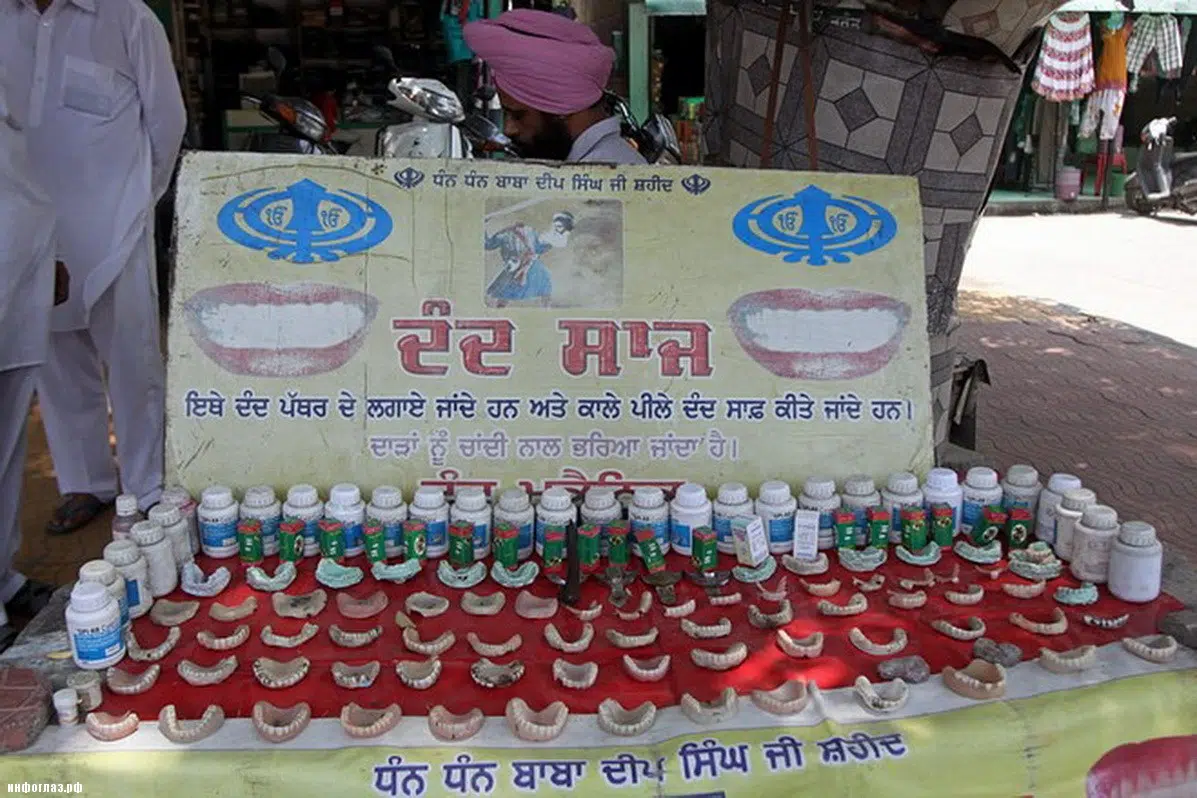 ਧੰਨ ਧੰਨ ਬਾਬਾ ਦੀਪ ਸਿੰਘ ਜੀ ਸ਼ਹੀਦ
ੴ ੴ ੴ ੴ
ਦੰਦ ਸਾਜ
ਇਥੇ ਦੰਦ ਪੱਥਰ ਦੇ ਲਗਾਏ ਜਾਂਦੇ ਹਨ ਅਤੇ ਕਾਲੇ ਪੀਲੇ ਦੰਦ ਸਾਫ਼ ਕੀਤੇ ਜਾਂਦੇ ਹਨ।
ਦਾੜਾਂ ਨੂੰ ਚਾਂਦੀ ਨਾਲ ਭਰਿਆ ਜਾਂਦਾ ਹੈ।
ਧੰਨ ਧੰਨ ਬਾਬਾ ਦੀਪ ਸਿੰਘ ਜੀ ਸ਼ਹੀਦ
инфоглаз.рф